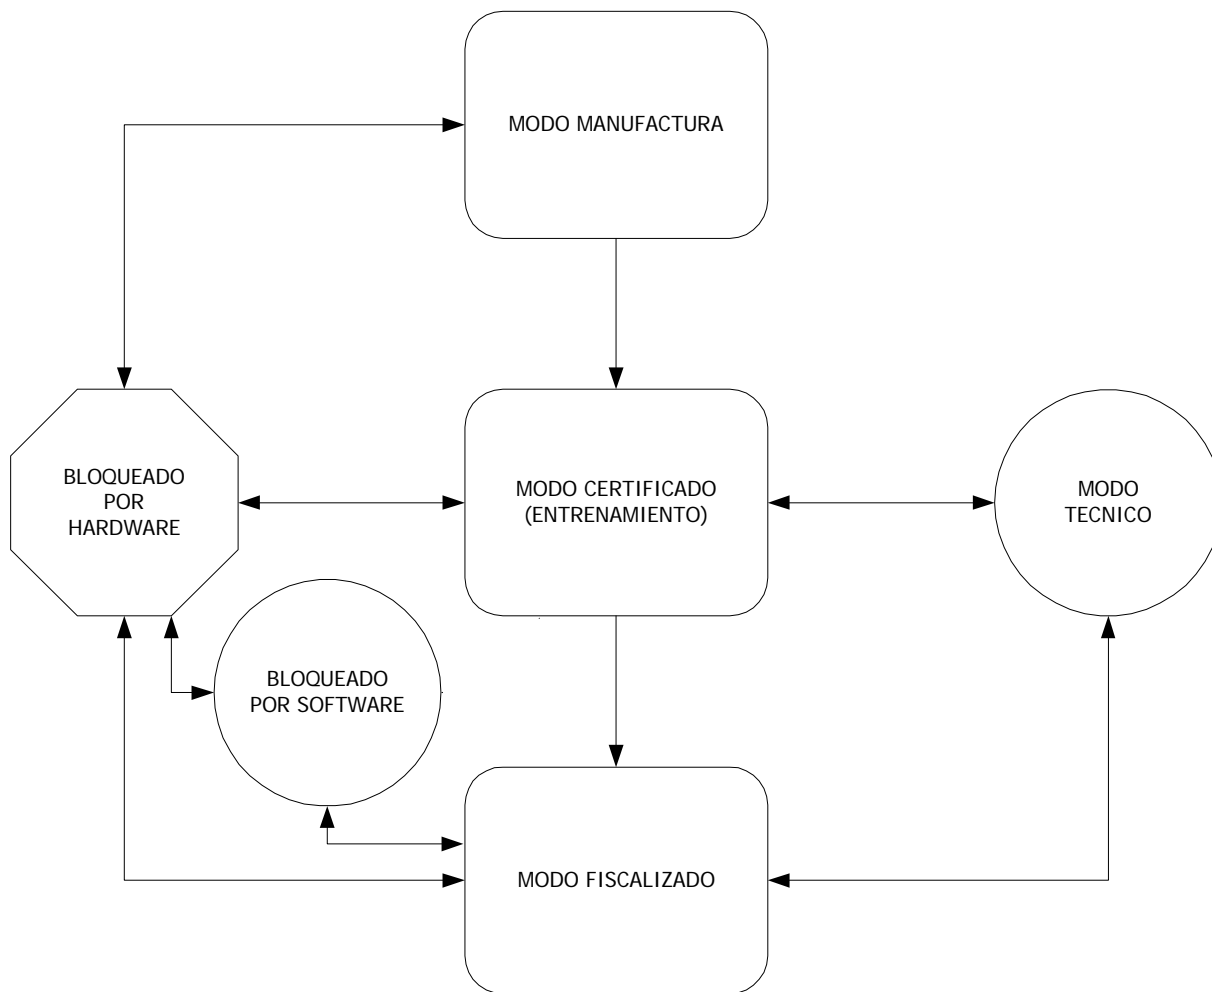 MODO MANUFACTURA
BLOQUEADO
POR
HARDWARE
MODO CERTIFICADO
(ENTRENAMIENTO)
MODO
TECNICO
BLOQUEADO
POR SOFTWARE
MODO FISCALIZADO